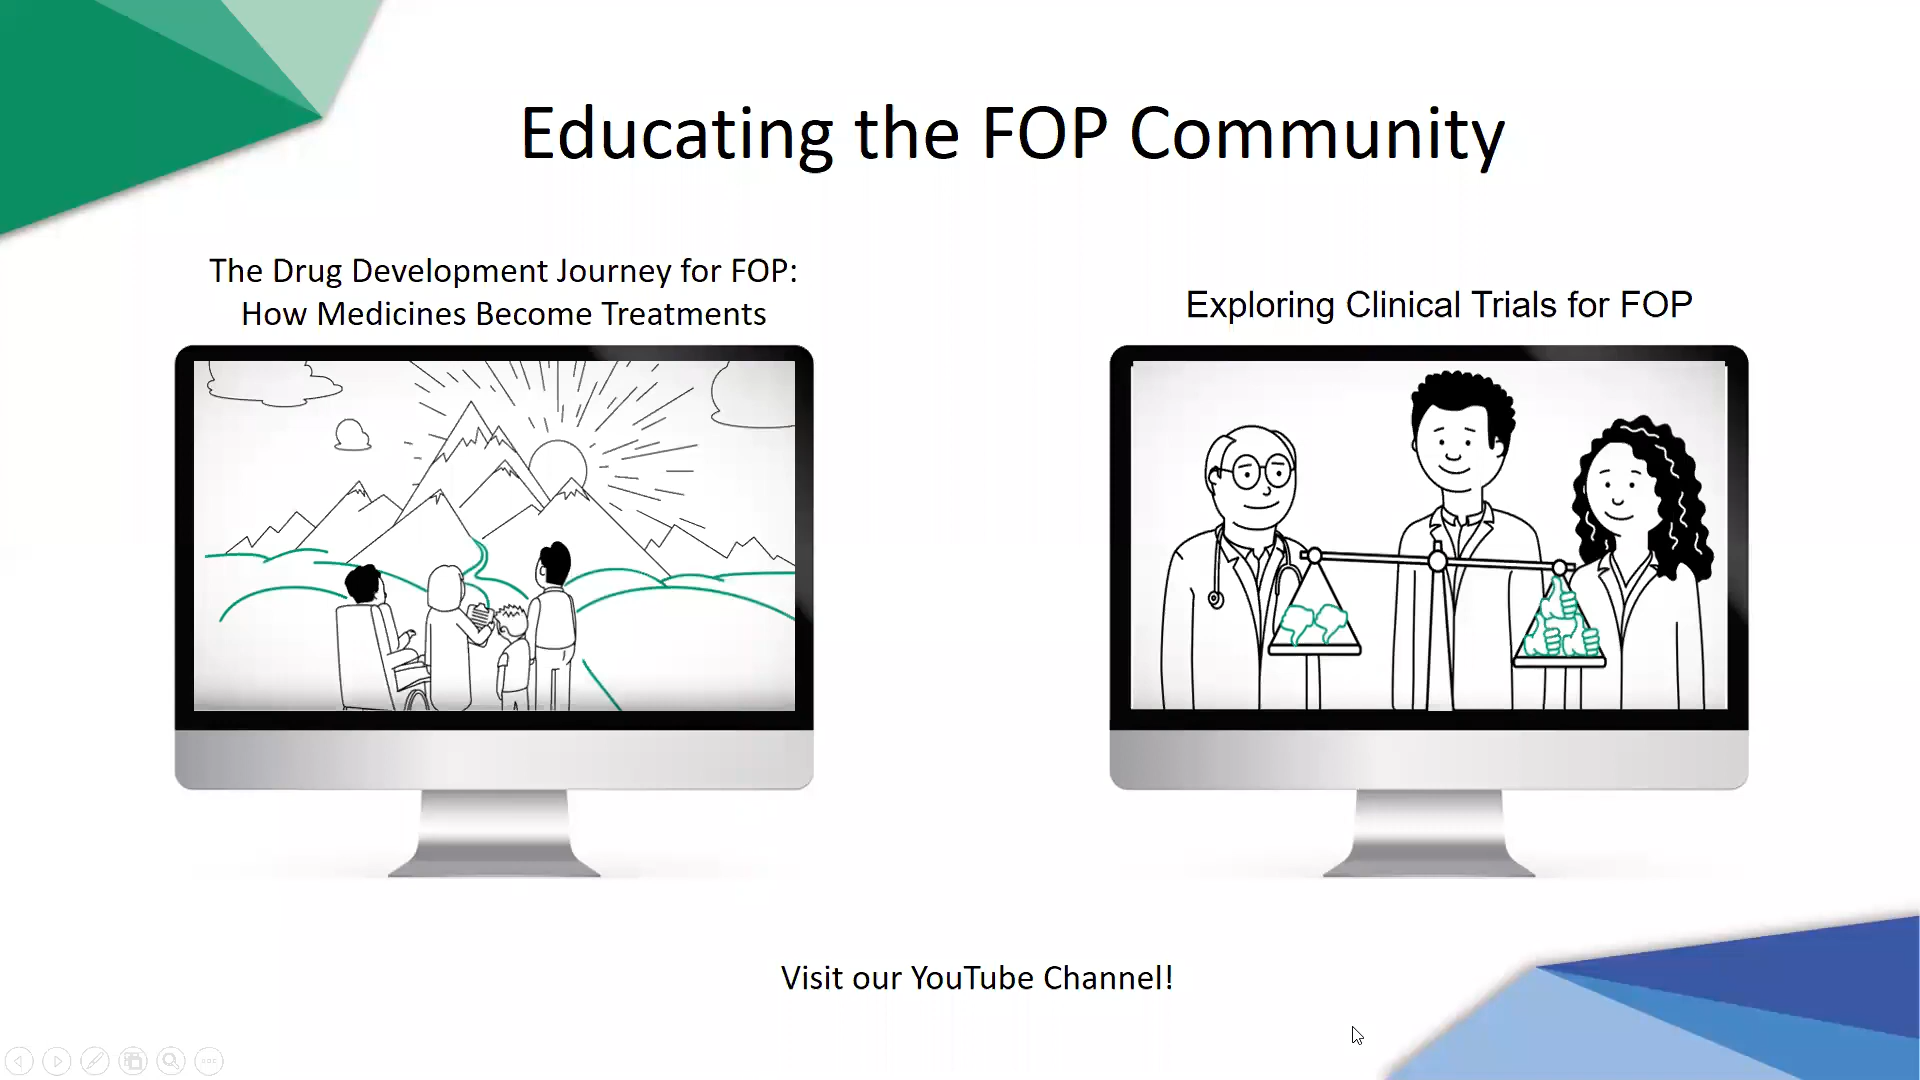 Educating the FOP Community
The Drug Development Journey for FOP:
How Medicines Become Treatments
Exploring Clinical Trials for FOP
Visit our YouTube Channel!